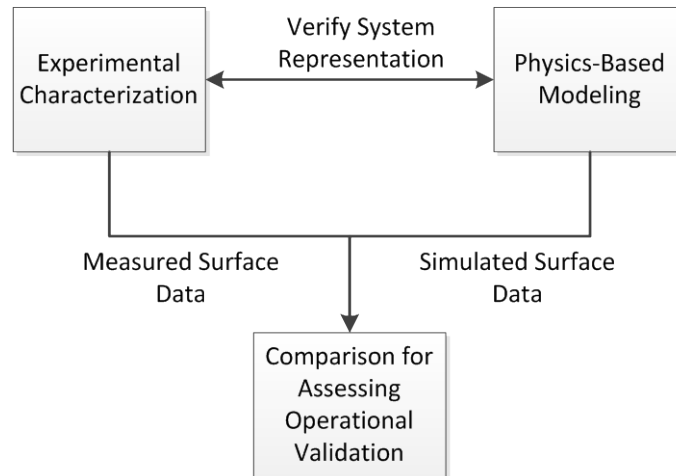 Verify System
Representation
Experimental
Characterization
Physics-Based
Modeling
Measured Surface
Data
Simulated Surface
Data
Comparison for
Assessing
Operational
Validation